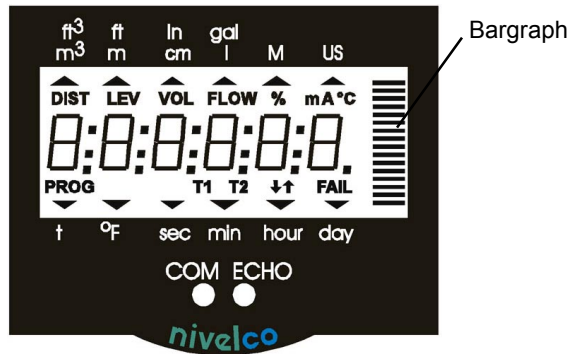 ft³ ft In gal
m³ m cm l M US
Bargraph
DIST LEV VOL FLOW % mA °C
8:8:8:8:8:8.
PROG T1 T2 ↓↑ FAIL
t °F sec min hour day
COM ECHO
nivelco